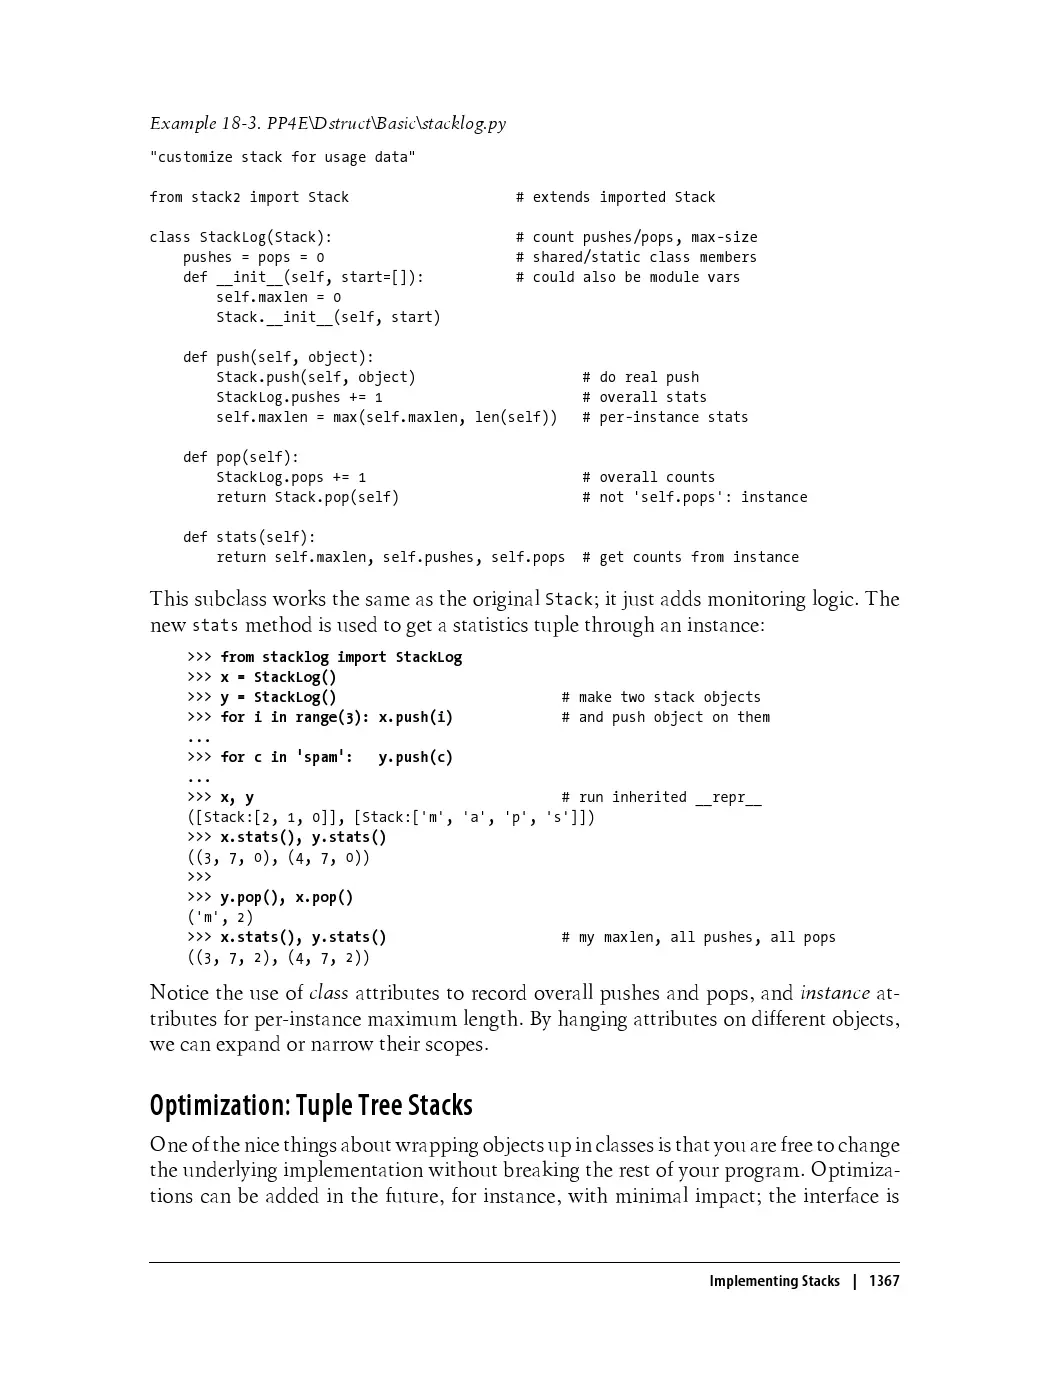 Example 18-3. PP4E\Dstruct\Basic\stacklog.py
"customize stack for usage data"
from stack2 import Stack                    # extends imported Stack
class StackLog(Stack):                      # count pushes/pops, max-size
    pushes = pops = 0                       # shared/static class members
    def __init__(self, start=[]):           # could also be module vars
        self.maxlen = 0
        Stack.__init__(self, start)
    def push(self, object):
        Stack.push(self, object)                    # do real push
        StackLog.pushes += 1                        # overall stats
        self.maxlen = max(self.maxlen, len(self))   # per-instance stats
    def pop(self):
        StackLog.pops += 1                          # overall counts
        return Stack.pop(self)                      # not 'self.pops': instance
    def stats(self):
        return self.maxlen, self.pushes, self.pops  # get counts from instance
This subclass works the same as the original Stack; it just adds monitoring logic. The
new stats method is used to get a statistics tuple through an instance:
>>> from stacklog import StackLog
>>> x = StackLog()
>>> y = StackLog()                           # make two stack objects
>>> for i in range(3): x.push(i)             # and push object on them
...
>>> for c in 'spam':   y.push(c)
...
>>> x, y                                     # run inherited __repr__
([Stack:[2, 1, 0]], [Stack:['m', 'a', 'p', 's']])
>>> x.stats(), y.stats()
((3, 7, 0), (4, 7, 0))
>>>
>>> y.pop(), x.pop()
('m', 2)
>>> x.stats(), y.stats()                     # my maxlen, all pushes, all pops
((3, 7, 2), (4, 7, 2))
Notice the use of class attributes to record overall pushes and pops, and instance at-
tributes for per-instance maximum length. By hanging attributes on different objects,
we can expand or narrow their scopes.
Optimization: Tuple Tree Stacks
One of the nice things about wrapping objects up in classes is that you are free to change
the underlying implementation without breaking the rest of your program. Optimiza-
tions can be added in the future, for instance, with minimal impact; the interface is
Implementing Stacks | 1367